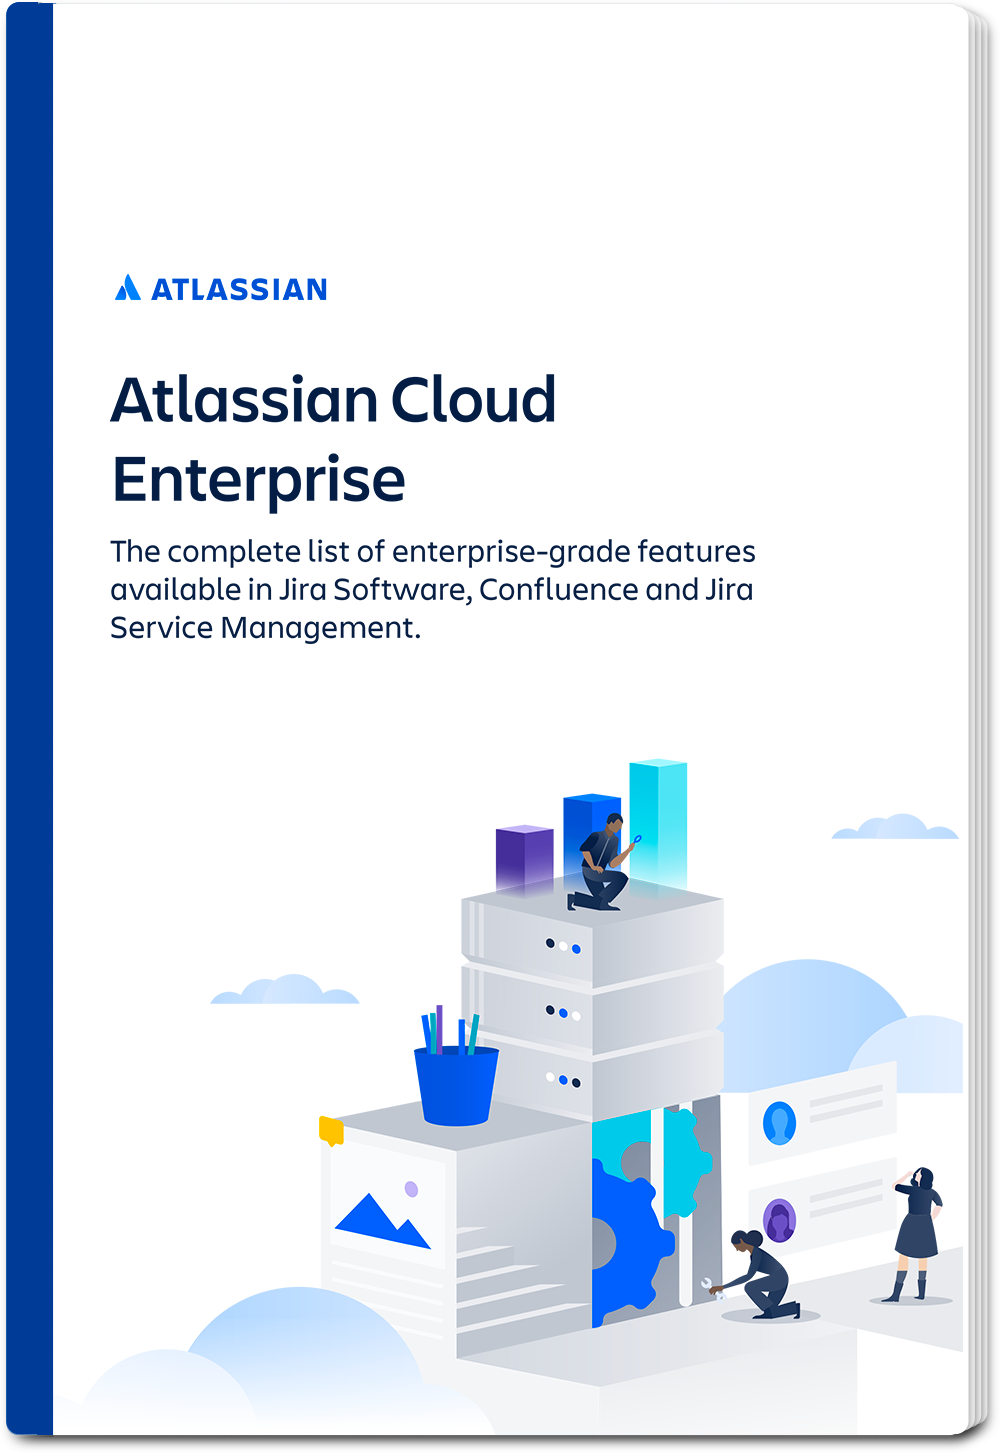 ATLASSIAN
Atlassian Cloud
Enterprise
The complete list of enterprise-grade features
available in Jira Software, Confluence and Jira
Service Management.